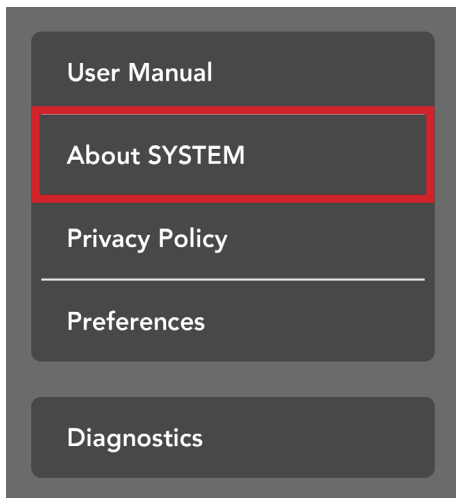 User Manual
About SYSTEM
Privacy Policy
Preferences
Diagnostics